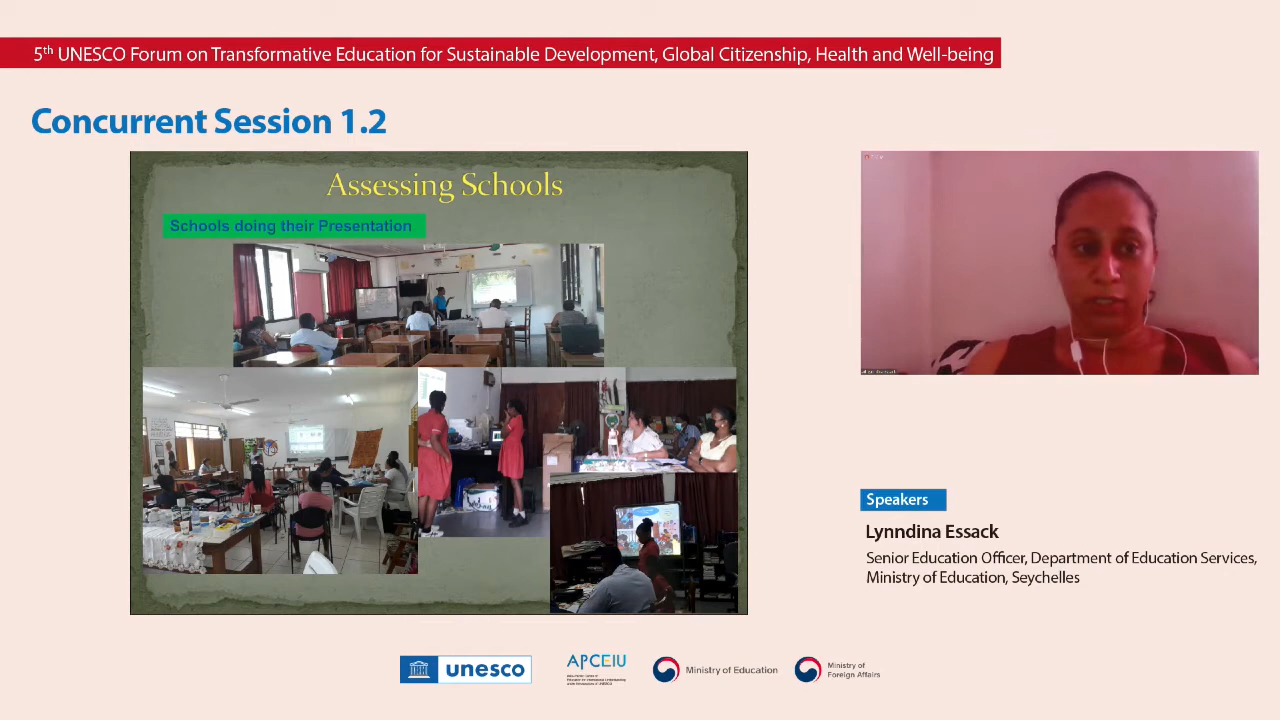 5th UNESCO Forum on Transformative Education for Sustainable Development, Global Citizenship, Health and Well-being
Concurrent Session 1.2
Assessing Schools
Schools doing their Presentation
Speakers
Lynndina Essack
Senior Education Officer, Department of Education Services,
Ministry of Education, Seychelles
unesco
APCEIU
Ministry of Education
Ministry of
Foreign Affairs